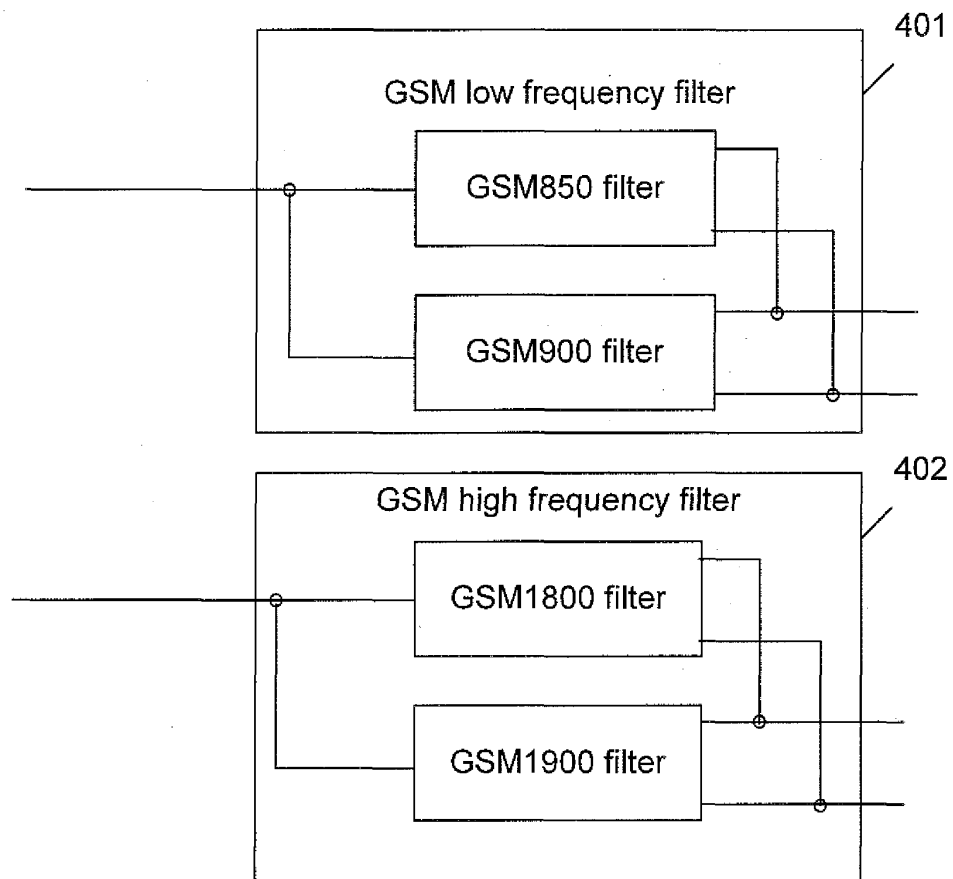 401
GSM low frequency filter
GSM850 filter
GSM900 filter
402
GSM high frequency filter
GSM1800 filter
GSM1900 filter